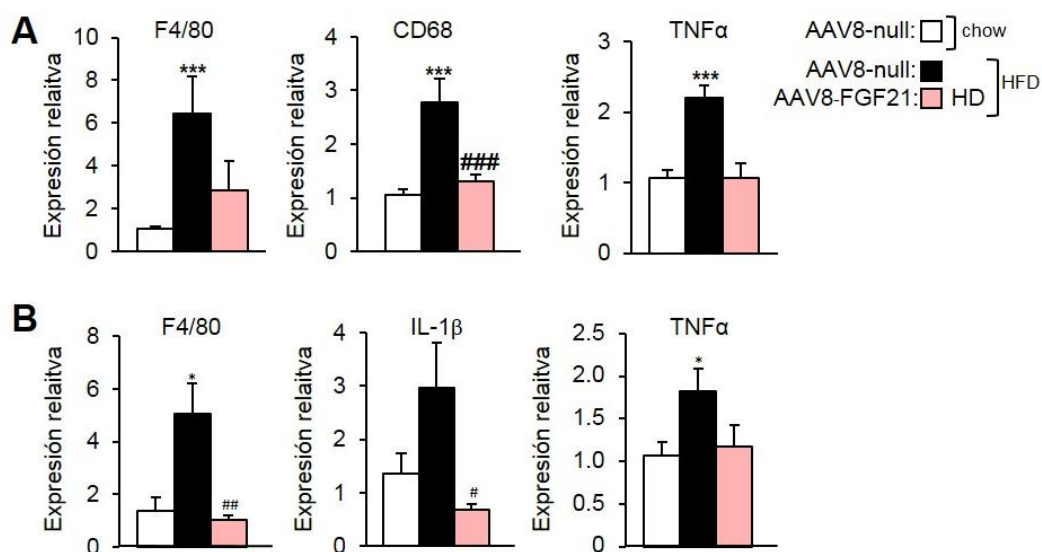 A
F4/80
CD68
TNFα
AAV8-null: chow
AAV8-null:
AAV8-FGF21: HD
HFD
Expresión relaitva
10
8
6
4
2
0
***
Expresión relaitva
4
3
2
1
0
***
###
Expresión relaitva
3
2
1
0
***
B
F4/80
IL-1β
TNFα
Expresión relaitva
8
6
4
2
0
*
##
Expresión relaitva
4
3
2
1
0
#
Expresión relaitva
2.5
2.0
1.5
1.0
0.5
0
*